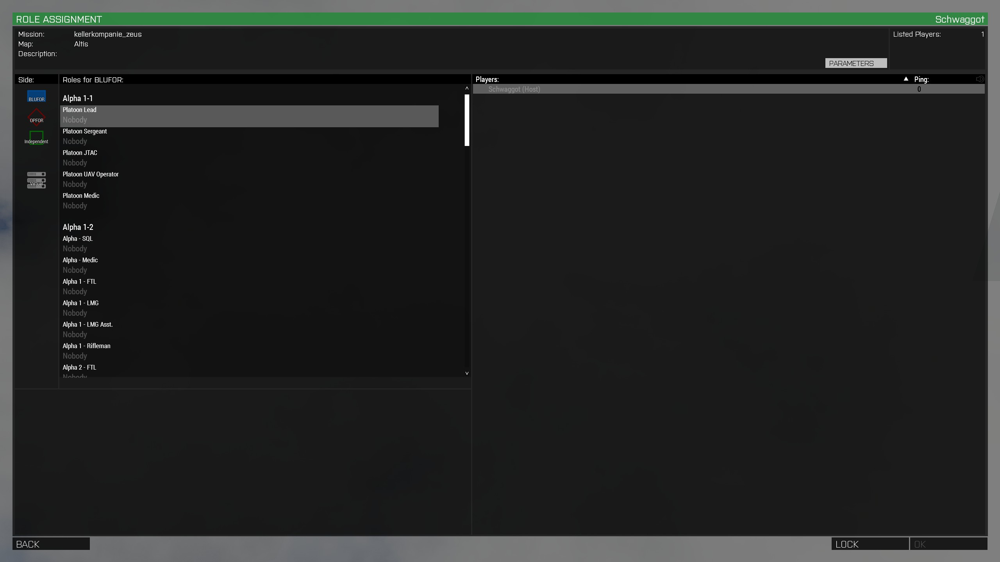 ROLE ASSIGNMENT
Schwaggot
Mission: kellerkompanie_zeus
Map: Altis
Description:
Listed Players: 1
PARAMETERS
Side:
BLUFOR
OPFOR
Independent
Virtual
Roles for BLUFOR:
Alpha 1-1
Platoon Lead
Nobody
Platoon Sergeant
Nobody
Platoon JTAC
Nobody
Platoon UAV Operator
Nobody
Platoon Medic
Nobody
Alpha 1-2
Alpha - SQL
Nobody
Alpha - Medic
Nobody
Alpha 1 - FTL
Nobody
Alpha 1 - LMG
Nobody
Alpha 1 - LMG Asst.
Nobody
Alpha 1 - Rifleman
Nobody
Alpha 2 - FTL
Nobody
Players: Ping:
Schwaggot (Host) 0
BACK
LOCK
OK